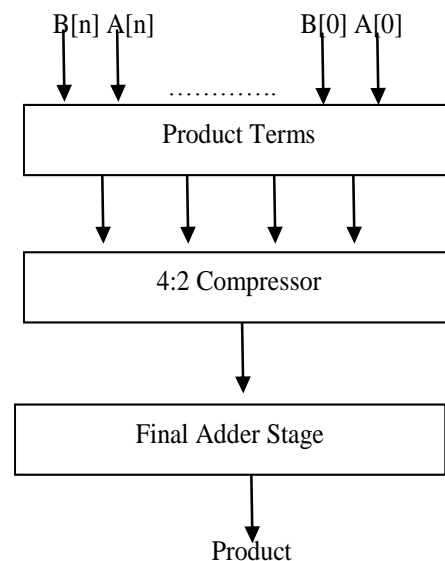 B[n] A[n] B[0] A[0]
………….
Product Terms
4:2 Compressor
Final Adder Stage
Product